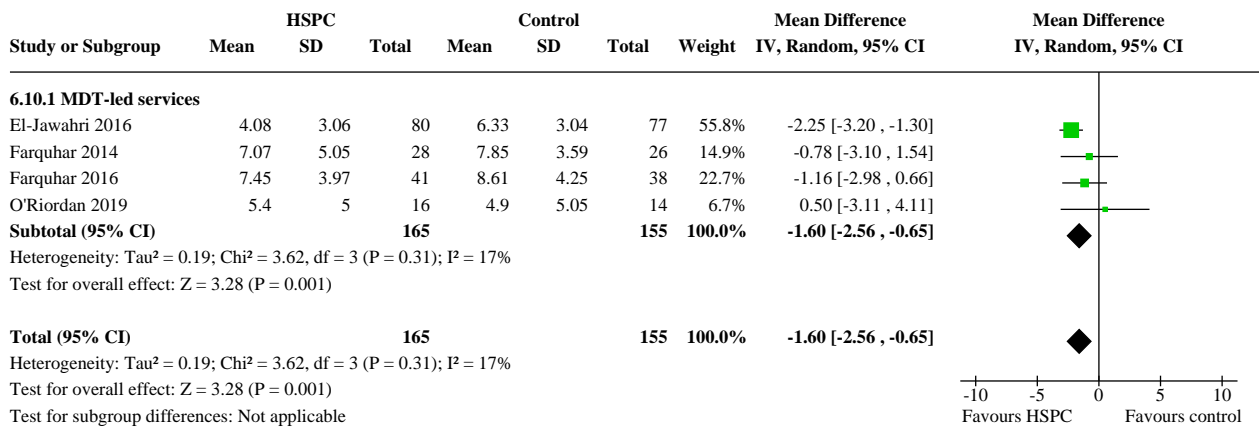 HSPC Control Mean Difference Mean Difference
Study or Subgroup Mean SD Total Mean SD Total Weight IV, Random, 95% CI IV, Random, 95% CI
6.10.1 MDT-led services
El-Jawahri 2016 4.08 3.06 80 6.33 3.04 77 55.8% -2.25 [-3.20 , -1.30]
Farquhar 2014 7.07 5.05 28 7.85 3.59 26 14.9% -0.78 [-3.10 , 1.54]
Farquhar 2016 7.45 3.97 41 8.61 4.25 38 22.7% -1.16 [-2.98 , 0.66]
O'Riordan 2019 5.4 5 16 4.9 5.05 14 6.7% 0.50 [-3.11 , 4.11]
Subtotal (95% CI) 165 155 100.0% -1.60 [-2.56 , -0.65]
Heterogeneity: Tau² = 0.19; Chi² = 3.62, df = 3 (P = 0.31); I² = 17%
Test for overall effect: Z = 3.28 (P = 0.001)
Total (95% CI) 165 155 100.0% -1.60 [-2.56 , -0.65]
Heterogeneity: Tau² = 0.19; Chi² = 3.62, df = 3 (P = 0.31); I² = 17%
Test for overall effect: Z = 3.28 (P = 0.001)
-10 -5 0 5 10
Test for subgroup differences: Not applicable
Favours HSPC Favours control